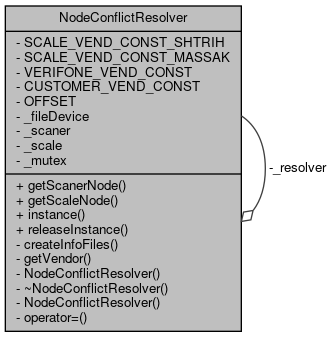 NodeConflictResolver
- SCALE_VEND_CONST_SHTRIH
- SCALE_VEND_CONST_MASSAK
- VERIFONE_VEND_CONST
- CUSTOMER_VEND_CONST
- OFFSET
- _fileDevice
- _scaner
- _scale
- _mutex
-_resolver
+ getScanerNode()
+ getScaleNode()
+ instance()
+ releaseInstance()
- createInfoFiles()
- getVendor()
- NodeConflictResolver()
- ~NodeConflictResolver()
- NodeConflictResolver()
- operator=()